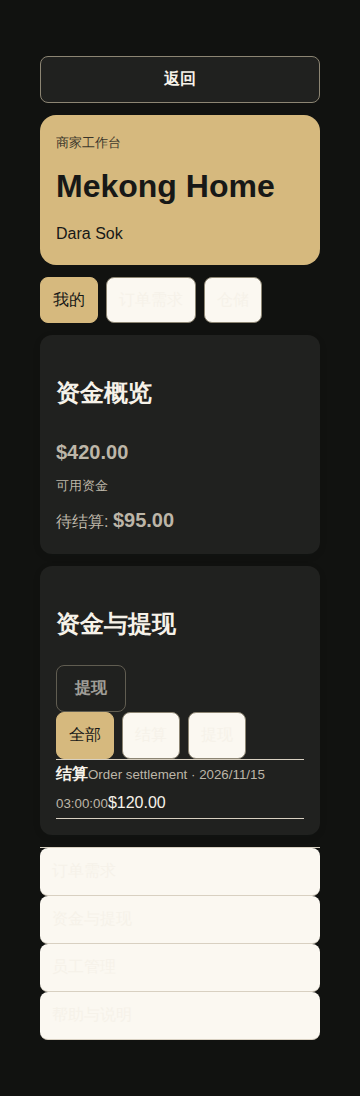 返回
商家工作台
Mekong Home
Dara Sok
我的 订单需求 仓储
资金概览
$420.00
可用资金
待结算: $95.00
资金与提现
提现
全部 结算 提现
结算Order settlement · 2026/11/15
03:00:00$120.00
订单需求
资金与提现
员工管理
帮助与说明